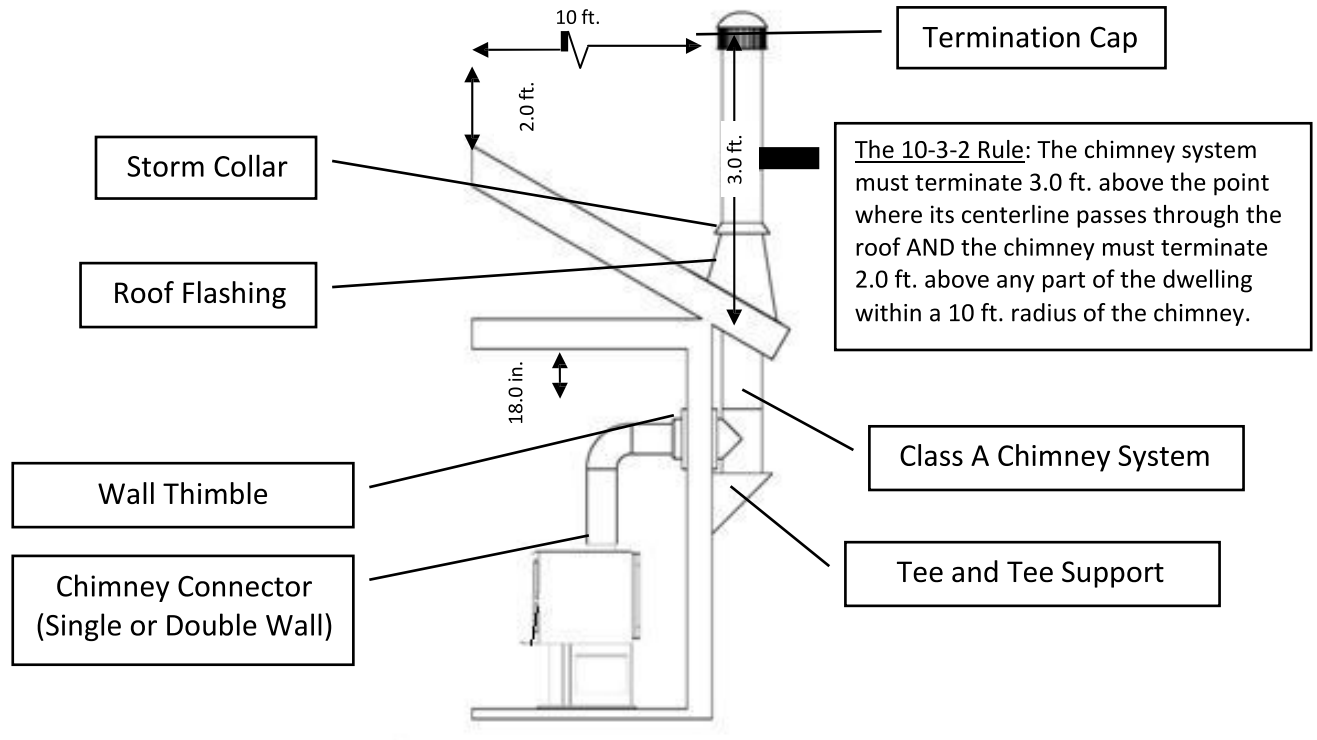 10 ft.
Termination Cap
2.0 ft.
Storm Collar
3.0 ft.
The 10-3-2 Rule: The chimney system
must terminate 3.0 ft. above the point
where its centerline passes through the
roof AND the chimney must terminate
2.0 ft. above any part of the dwelling
within a 10 ft. radius of the chimney.
Roof Flashing
18.0 in.
Class A Chimney System
Wall Thimble
Tee and Tee Support
Chimney Connector
(Single or Double Wall)